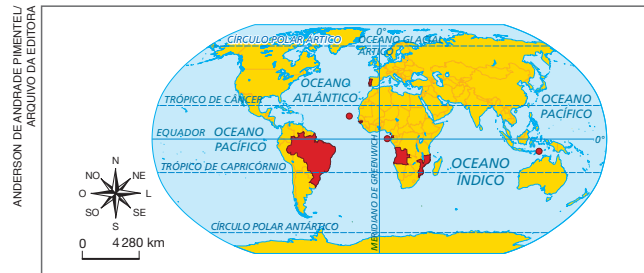 ANDERSON DE ANDRADE PIMENTEL/
ARQUIVO DA EDITORA
0°
CÍRCULO POLAR ÁRTICO
OCEANO GLACIAL
ÁRTICO
OCEANO
ATLÂNTICO
TRÓPICO DE CÂNCER
OCEANO
PACÍFICO
EQUADOR
OCEANO
PACÍFICO
0°
TRÓPICO DE CAPRICÓRNIO
MERIDIANO DE GREENWICH
OCEANO
ÍNDICO
CÍRCULO POLAR ANTÁRTICO
N
NO
NE
O
L
SO
SE
S
0 4 280 km